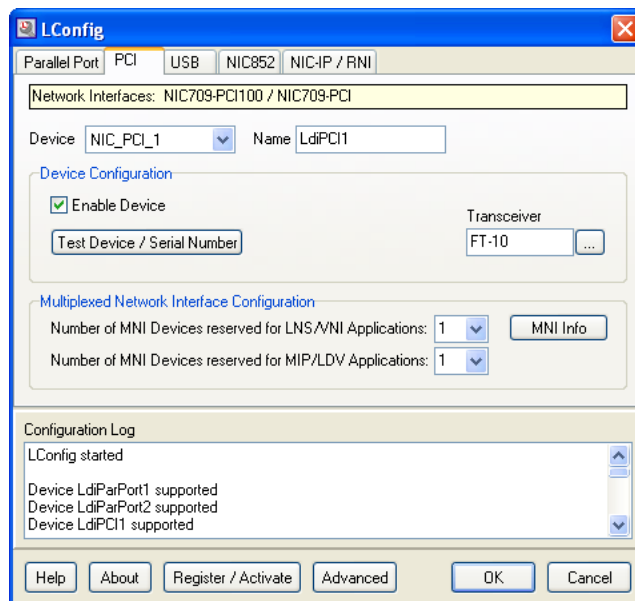 LConfig
Parallel Port PCI USB NIC852 NIC-IP / RNI
Network Interfaces: NIC709-PCI100 / NIC709-PCI
Device NIC_PCI_1 Name LdiPCI1
Device Configuration
Enable Device
Transceiver
Test Device / Serial Number FT-10 ...
Multiplexed Network Interface Configuration
Number of MNI Devices reserved for LNS/VNI Applications: 1 MNI Info
Number of MNI Devices reserved for MIP/LDV Applications: 1
Configuration Log
LConfig started
Device LdiParPort1 supported
Device LdiParPort2 supported
Device LdiPCI1 supported
Help About Register / Activate Advanced OK Cancel